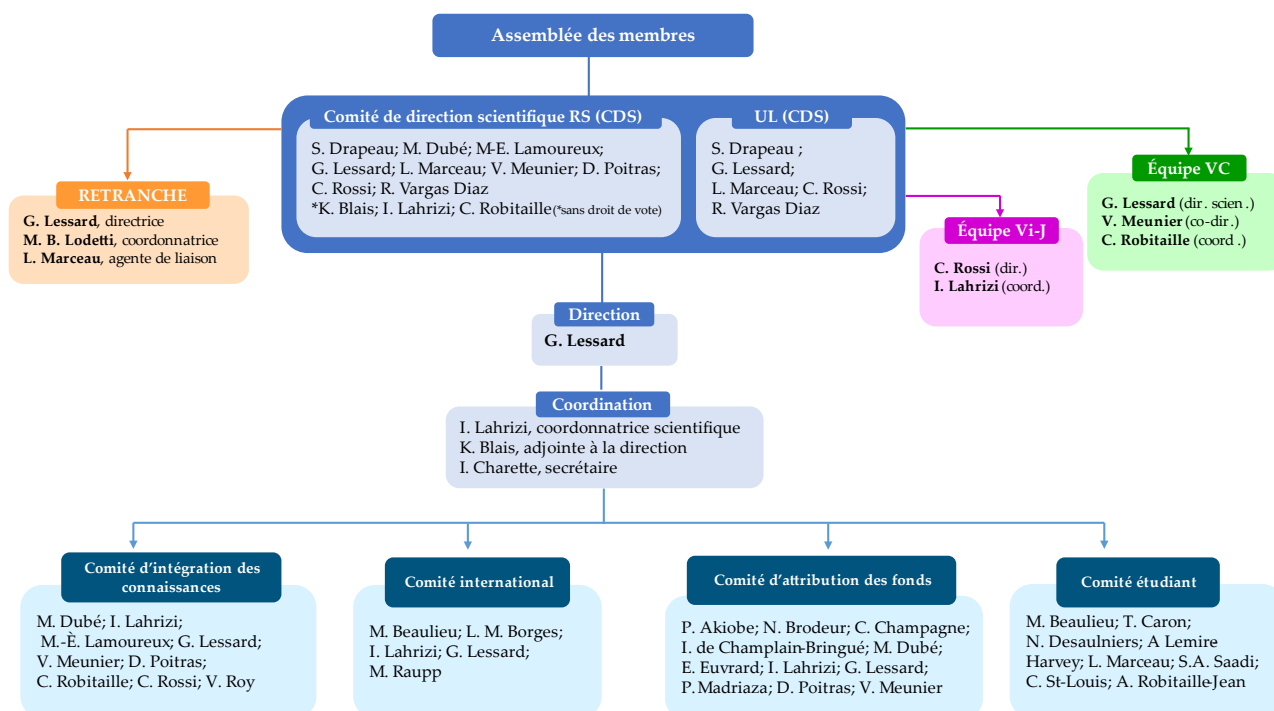 Assemblée des membres
Comité de direction scientifique RS (CDS)
S. Drapeau; M. Dubé; M-E. Lamoureux;
G. Lessard; L. Marceau; V. Meunier; D. Poitras;
C. Rossi; R. Vargas Diaz
*K. Blais; I. Lahrizi; C. Robitaille (*sans droit de vote)
UL (CDS)
S. Drapeau ;
G. Lessard;
L. Marceau; C. Rossi;
R. Vargas Diaz
RETRANCHE
G. Lessard, directrice
M. B. Lodetti, coordonnatrice
L. Marceau, agente de liaison
Équipe VC
G. Lessard (dir. scien.)
V. Meunier (co-dir.)
C. Robitaille (coord .)
Équipe Vi-J
C. Rossi (dir.)
I. Lahrizi (coord.)
Direction
G. Lessard
Coordination
I. Lahrizi, coordonnatrice scientifique
K. Blais, adjointe à la direction
I. Charette, secrétaire
Comité d'intégration des
connaissances
M. Dubé; I. Lahrizi;
M.-È. Lamoureux; G. Lessard;
V. Meunier; D. Poitras;
C. Robitaille; C. Rossi; V. Roy
Comité international
M. Beaulieu; L. M. Borges;
I. Lahrizi; G. Lessard;
M. Raupp
Comité d'attribution des fonds
P. Akiobe; N. Brodeur; C. Champagne;
I. de Champlain-Bringué; M. Dubé;
E. Euvrard; I. Lahrizi; G. Lessard;
P. Madriaza; D. Poitras; V. Meunier
Comité étudiant
M. Beaulieu; T. Caron;
N. Desaulniers; A Lemire
Harvey; L. Marceau; S.A. Saadi;
C. St-Louis; A. Robitaille-Jean